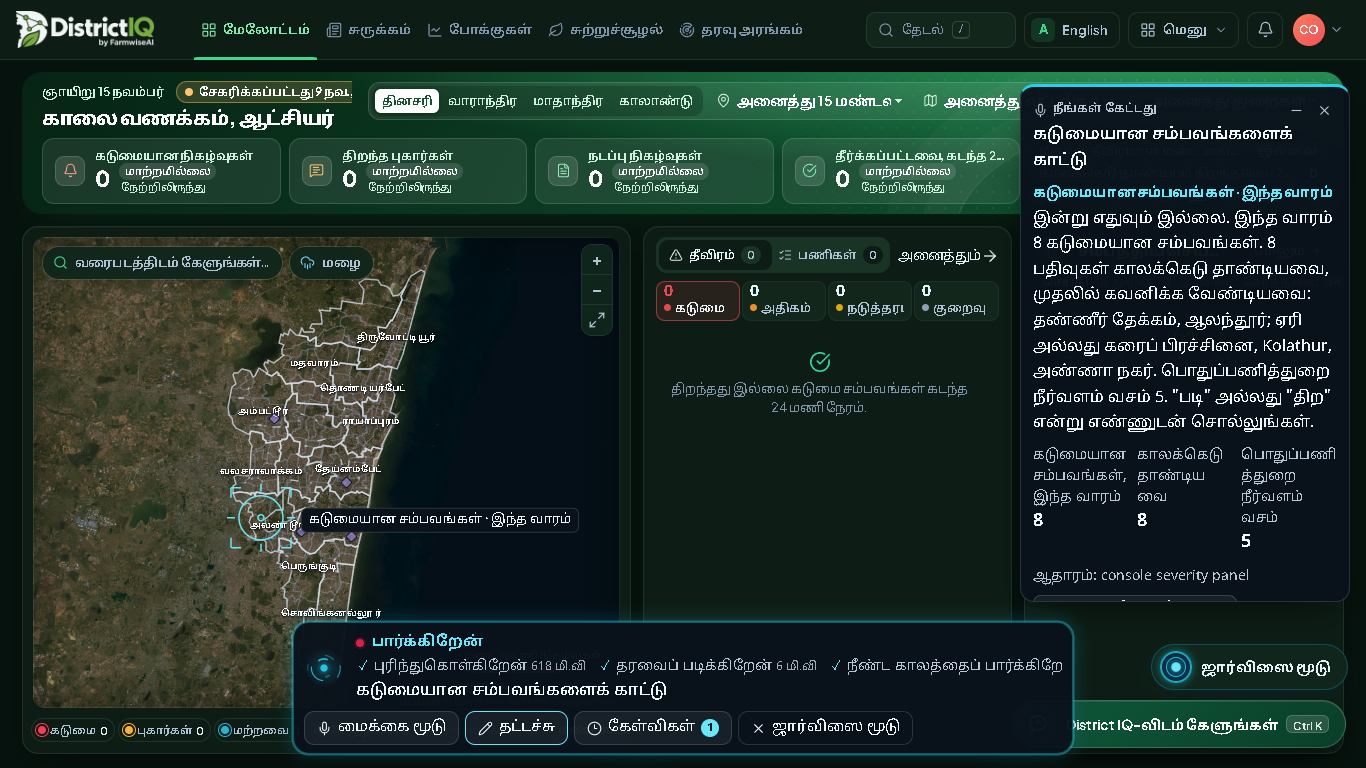 DistrictIQ
by FarmwiseAI
மேலோட்டம்
சுருக்கம்
போக்குகள்
சுற்றுச்சூழல்
தரவு அரங்கம்
தேடல் /
A English
மெனு
CO
ஞாயிறு 15 நவம்பர்
சேகரிக்கப்பட்டது 9 நவ.
காலை வணக்கம், ஆட்சியர்
தினசரி வாராந்திர மாதாந்திர காலாண்டு
அனைத்து 15 மண்டல
அனைத்து
கடுமையான நிகழ்வுகள்
0 மாற்றமில்லை
நேற்றிலிருந்து
திறந்த புகார்கள்
0 மாற்றமில்லை
நேற்றிலிருந்து
நடப்பு நிகழ்வுகள்
0 மாற்றமில்லை
நேற்றிலிருந்து
தீர்க்கப்பட்டவை, கடந்த 2...
0 மாற்றமில்லை
நேற்றிலிருந்து
வரைபடத்திடம் கேளுங்கள்...
மழை
+
−
திருவோட்டியூர்
மதவாரம்
தொண்டியர்பேட்
அம்பட்டூர்
ராயாபுரம்
வலசராவாக்கம்
தேயனம்பேட்
கடுமையான சம்பவங்கள் · இந்த வாரம்
பெருங்குடி
சொலிங்கனல்லூர்
கடுமை 0
புகார்கள் 0
மற்றவை
தீவிரம் 0
பணிகள் 0
அனைத்தும்
0 கடுமை
0 அதிகம்
0 நடுத்தர
0 குறைவு
திறந்தது இல்லை கடுமை சம்பவங்கள் கடந்த
24 மணி நேரம்.
நீங்கள் கேட்டது
கடுமையான சம்பவங்களைக்
காட்டு
கடுமையான சம்பவங்கள் · இந்த வாரம்
இன்று எதுவும் இல்லை. இந்த வாரம்
8 கடுமையான சம்பவங்கள். 8
பதிவுகள் காலக்கெடு தாண்டியவை,
முதலில் கவனிக்க வேண்டியவை:
தண்ணீர் தேக்கம், ஆலந்தூர்; ஏரி
அல்லது கரைப் பிரச்சினை, Kolathur,
அண்ணா நகர். பொதுப்பணித்துறை
நீர்வளம் வசம் 5. "படி" அல்லது "திற"
என்று எண்ணுடன் சொல்லுங்கள்.
கடுமையான
சம்பவங்கள்,
இந்த வாரம்
8
காலக்கெடு
தாண்டிய
வை
8
பொதுப்பணி
த்துறை
நீர்வளம்
வசம்
5
ஆதாரம்: console severity panel
பார்க்கிறேன்
✓ புரிந்துகொள்கிறேன் 618 மி.வி ✓ தரவைப் படிக்கிறேன் 6 மி.வி ✓ நீண்ட காலத்தைப் பார்க்கிறே
கடுமையான சம்பவங்களைக் காட்டு
மைக்கை மூடு
தட்டச்சு
கேள்விகள் 1
ஜார்விஸை மூடு
ஜார்விஸை மூடு
District IQ-விடம் கேளுங்கள் Ctrl K